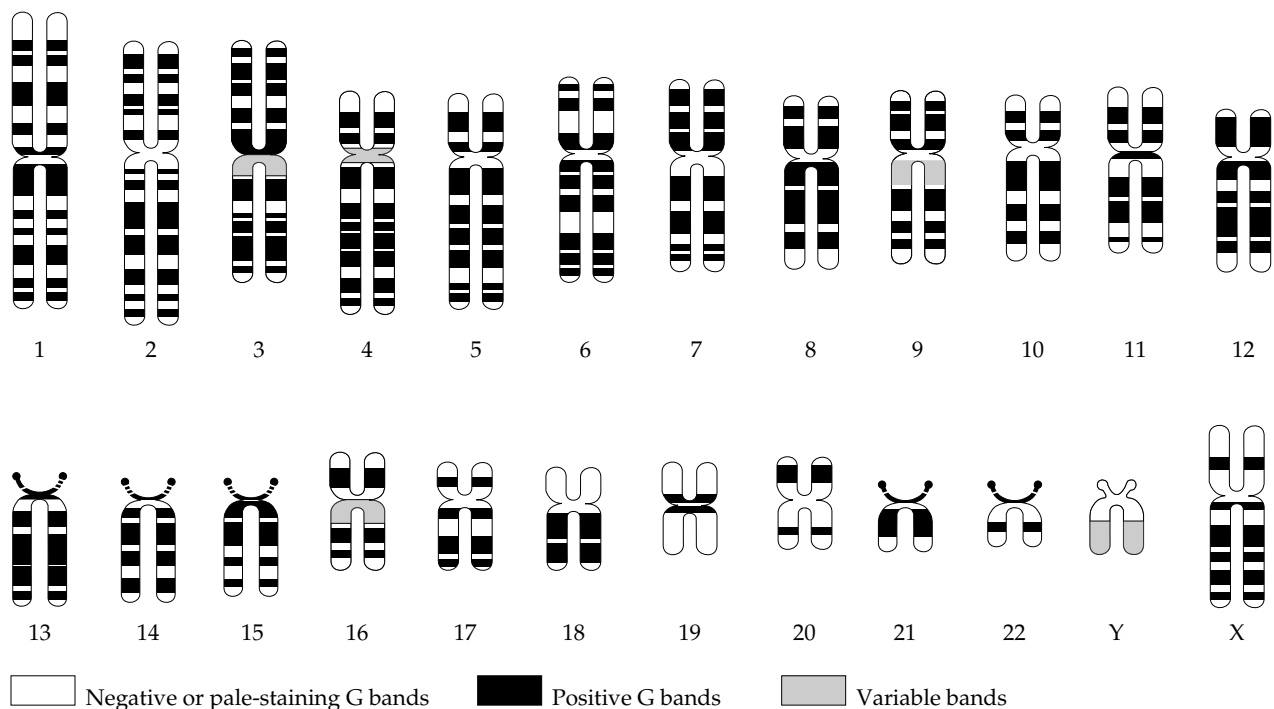 1 2 3 4 5 6 7 8 9 10 11 12
13 14 15 16 17 18 19 20 21 22 Y X
Negative or pale-staining G bands Positive G bands Variable bands